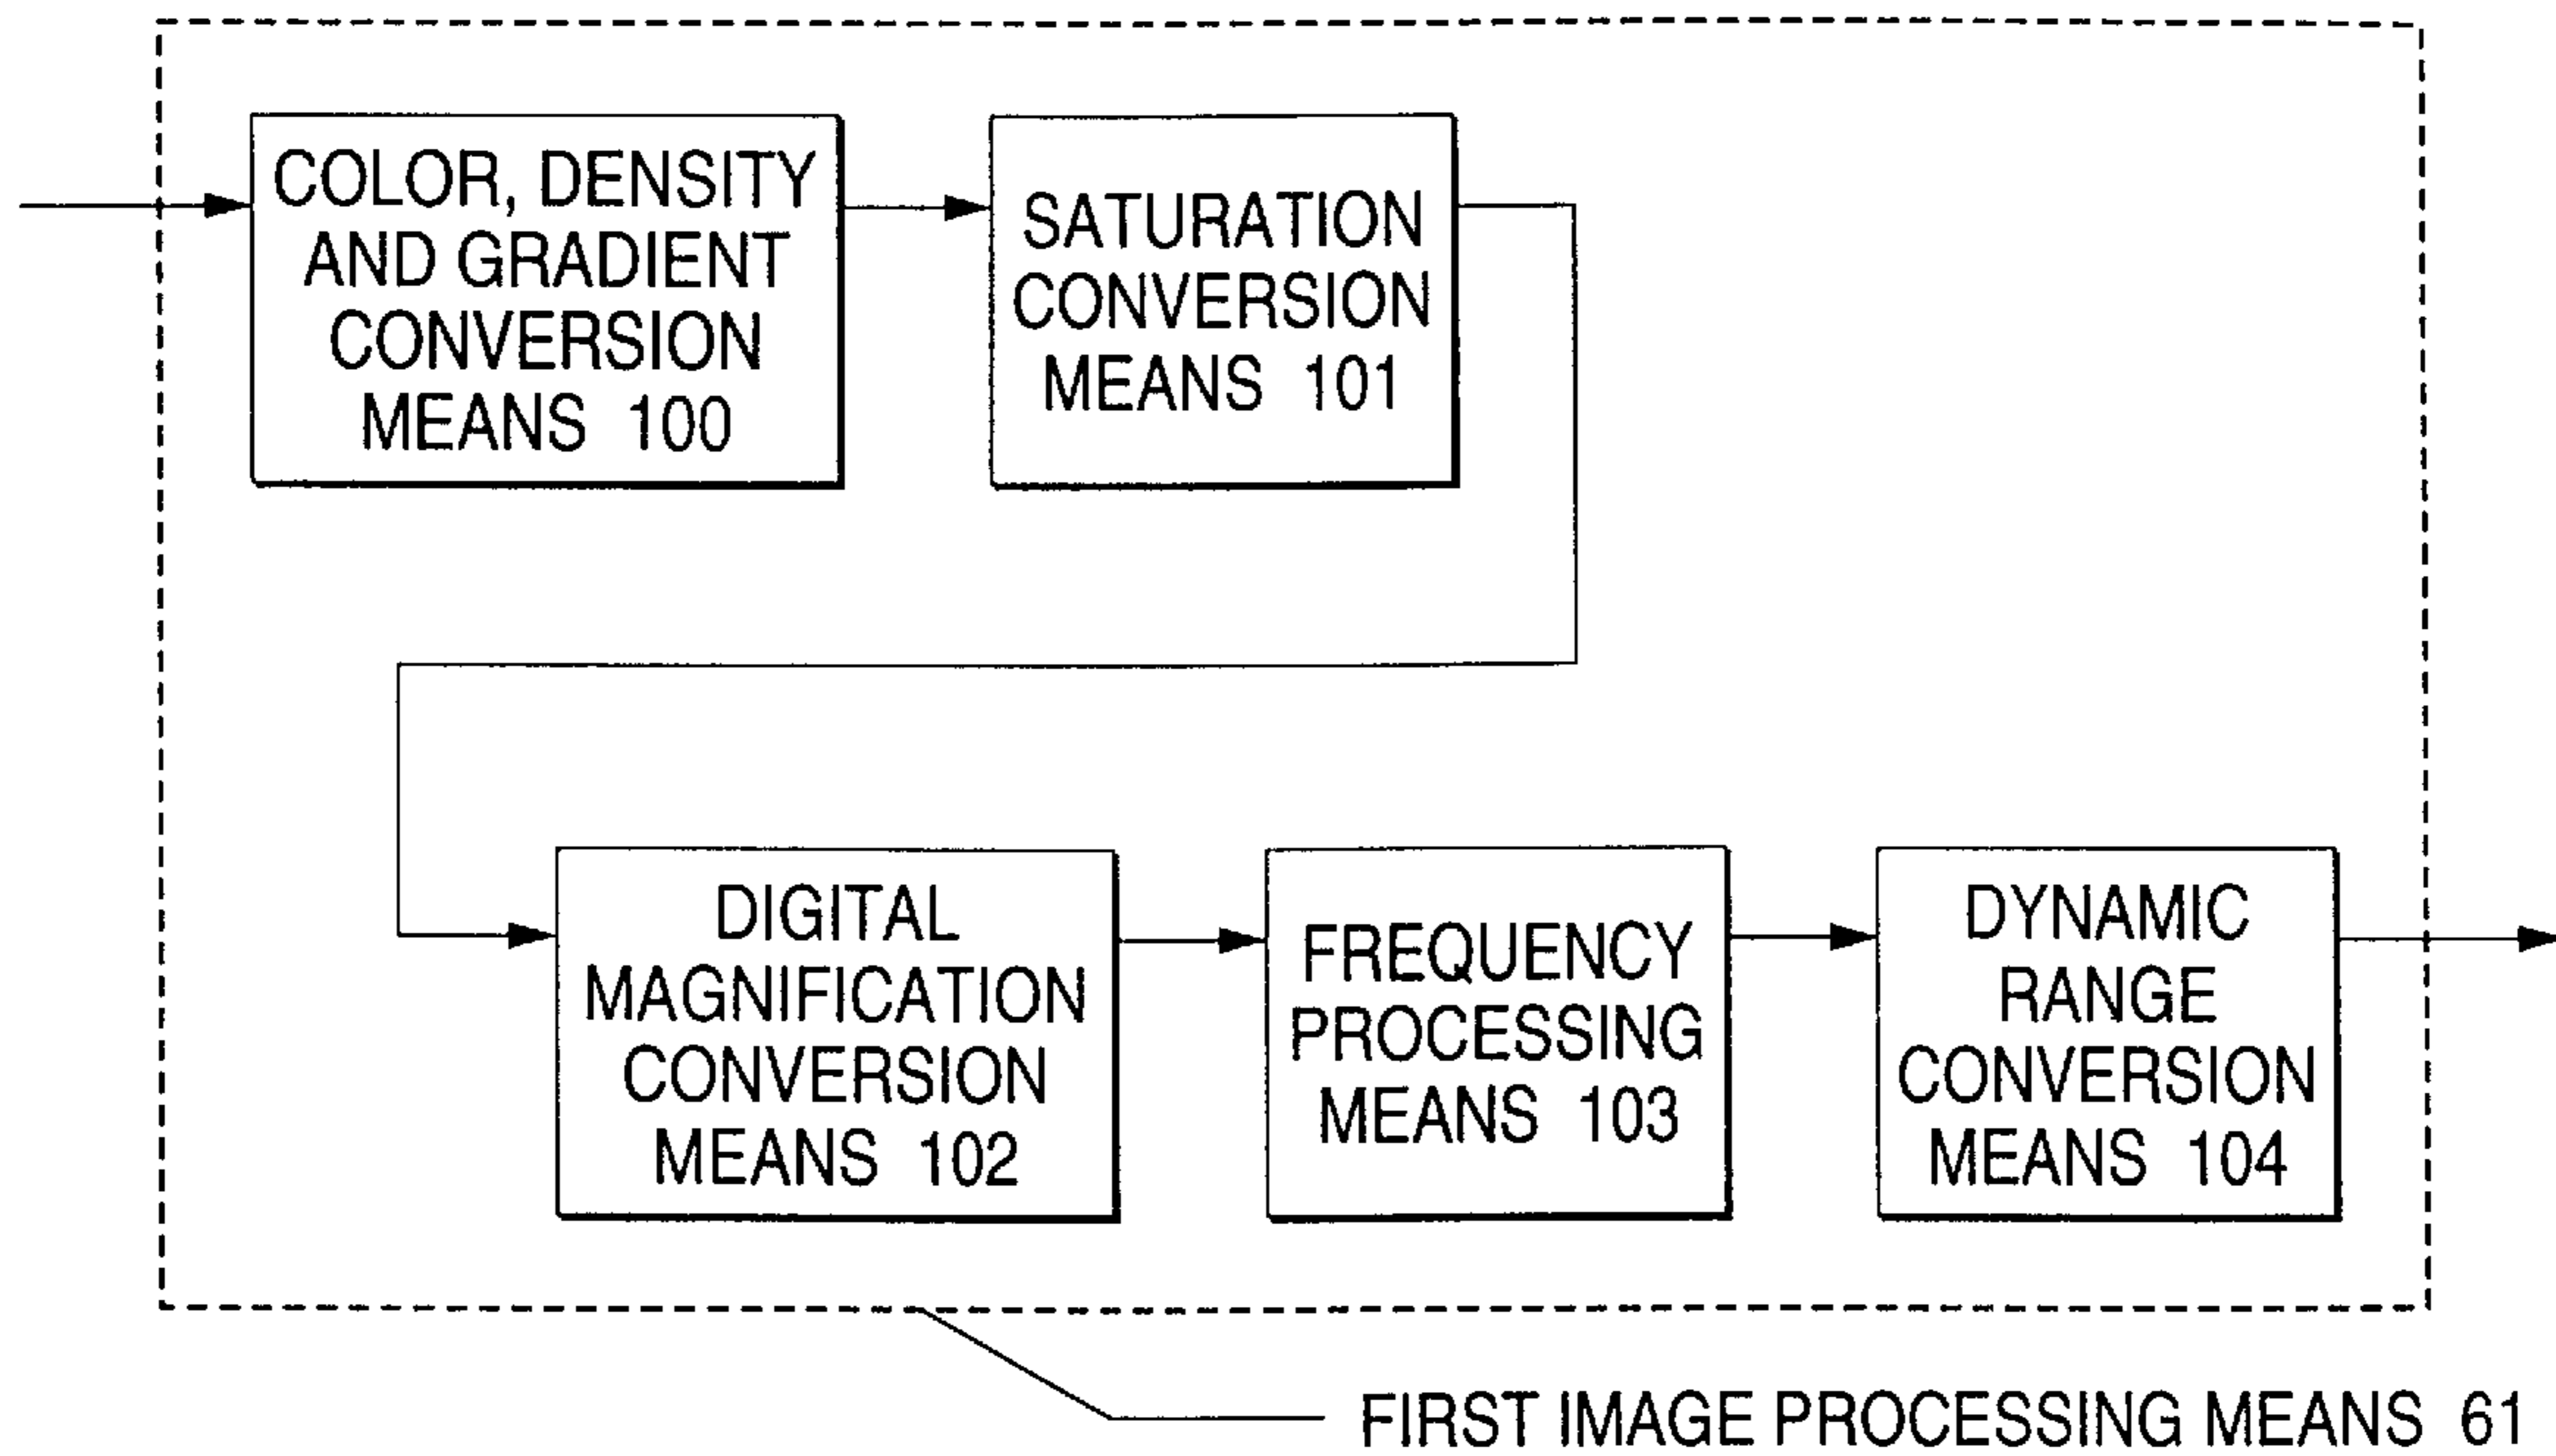 COLOR, DENSITY
AND GRADIENT
CONVERSION
MEANS 100
SATURATION
CONVERSION
MEANS 101
DIGITAL
MAGNIFICATION
CONVERSION
MEANS 102
FREQUENCY
PROCESSING
MEANS 103
DYNAMIC
RANGE
CONVERSION
MEANS 104
FIRST IMAGE PROCESSING MEANS 61